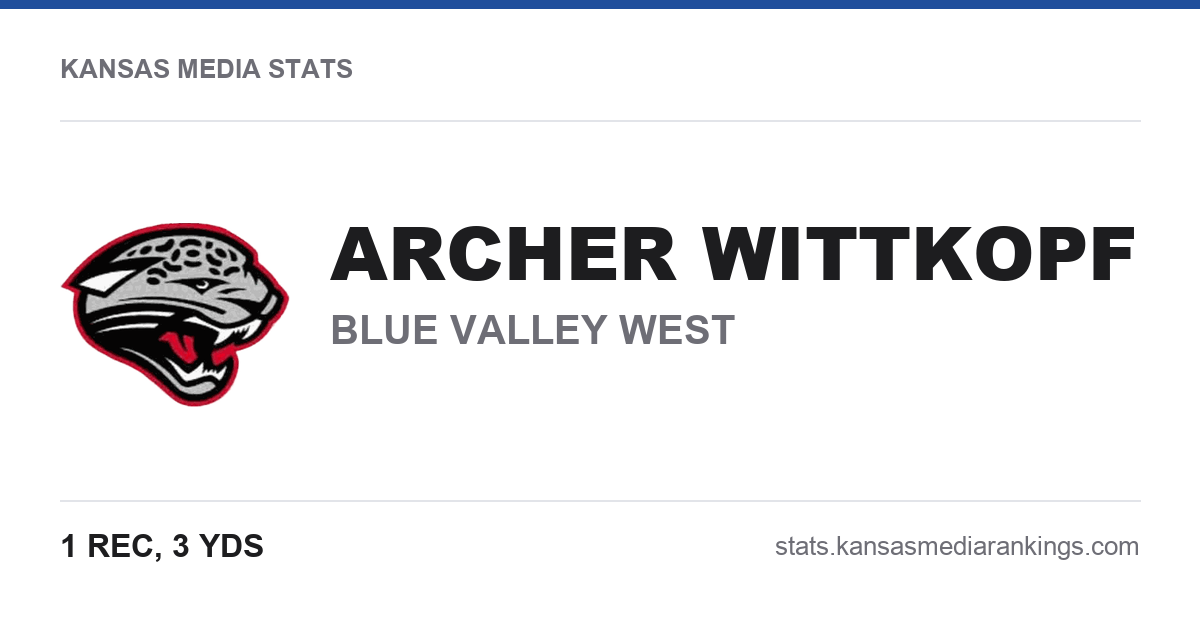 KANSAS MEDIA STATS
ARCHER WITTKOPF
BLUE VALLEY WEST
1 REC, 3 YDS
stats.kansasmediarankings.com